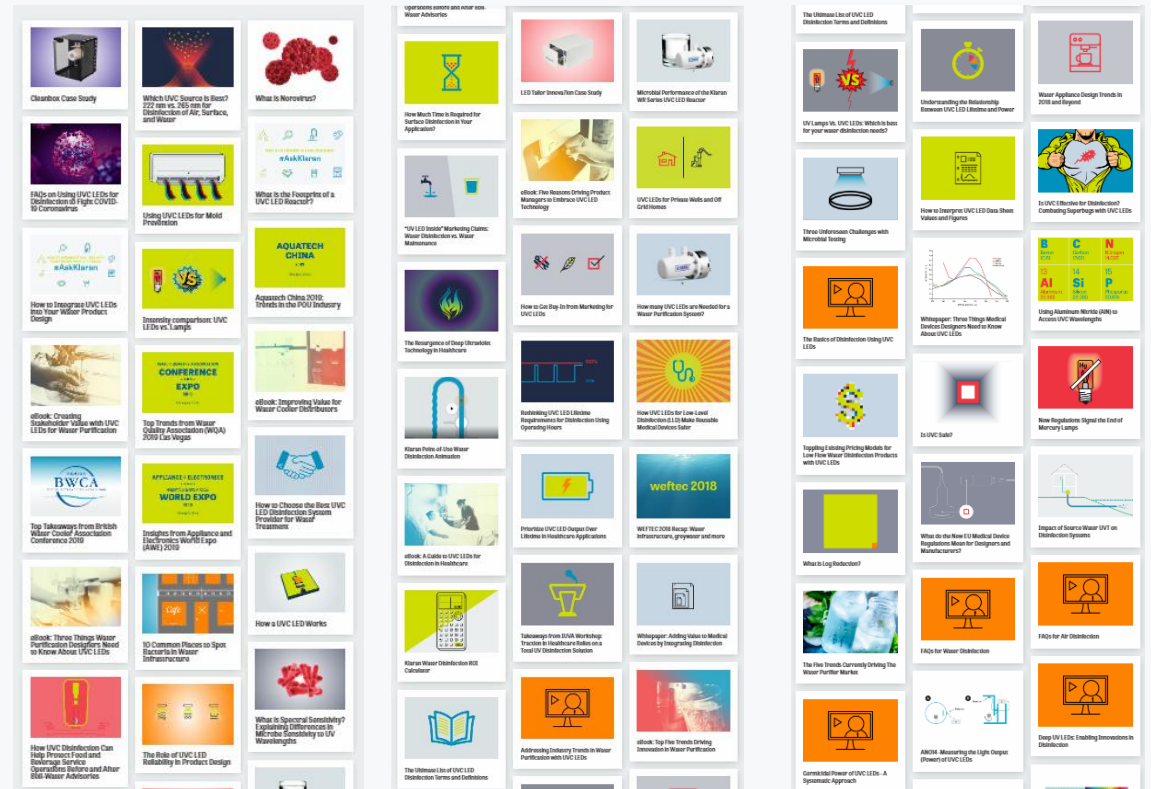 Cleanbox Case Study
FAQs on Using UVC LEDs for
Disinfection to Fight COVID-
19 Coronavirus
#AskKlaran
How to Integrate UVC LEDs
into Your Water Product
Design
eBook: Creating
Stakeholder Value with UVC
LEDs for Water Purification
BWCA
Top Takeaways from British
Water Cooler Association
Conference 2019
eBook: Three Things Water
Purification Designers Need
to Know About UVC LEDs
How UVC Disinfection Can
Help Protect Food and
Beverage Service
Operations Before and After
Boil-Water Advisories
Which UVC Source is Best?
222 nm vs. 265 nm for
Disinfection of Air, Surface,
and Water
Using UVC LEDs for Mold
Prevention
VS
Intensity comparison: UVC
LEDs vs. Lamps
CONFERENCE
EXPO
Top Trends from Water
Quality Association (WQA)
2019 Las Vegas
APPLIANCE & ELECTRONICS
WORLD EXPO
Insights from Appliance and
Electronics World Expo
(AWE) 2019
Cafe
10 Common Places to Spot
Bacteria in Water
Infrastructure
The Role of UVC LED
Reliability in Product Design
What is Norovirus?
#AskKlaran
What is the Footprint of a
UVC LED Reactor?
AQUATECH
CHINA
Aquatech China 2019:
Trends in the POU Industry
eBook: Improving Value for
Water Cooler Distributors
How to Choose the Best UVC
LED Disinfection System
Provider for Water
Treatment
How a UVC LED Works
What is Spectral Sensitivity?
Explaining Differences in
Microbe Sensitivity to UV
Wavelengths
Operations Before and After Boil-
Water Advisories
How Much Time is Required for
Surface Disinfection in Your
Application?
"UV LED Inside" Marketing Claims:
Water Disinfection vs. Water
Maintenance
The Resurgence of Deep Ultraviolet
Technology in Healthcare
Klaran Point-of-Use Water
Disinfection Animation
eBook: A Guide to UVC LEDs for
Disinfection in Healthcare
Klaran Water Disinfection ROI
Calculator
The Ultimate List of UVC LED
Disinfection Terms and Definitions
LED Tailor Innovation Case Study
eBook: Five Reasons Driving Product
Managers to Embrace UVC LED
Technology
How to Get Buy-In from Marketing for
UVC LEDs
Rethinking UVC LED Lifetime
Requirements for Disinfection Using
Operating Hours
Prioritize UVC LED Output Over
Lifetime in Healthcare Applications
Takeaways from IUVA Workshop:
Traction in Healthcare Relies on a
Total UV Disinfection Solution
Addressing Industry Trends in Water
Purification with UVC LEDs
Microbial Performance of the Klaran
WR Series UVC LED Reactor
UVC LEDs for Private Wells and Off
Grid Homes
How many UVC LEDs are Needed for a
Water Purification System?
How UVC LEDs for Low-Level
Disinfection (LLD) Make Reusable
Medical Devices Safer
weftec 2018
WEFTEC 2018 Recap: Water
infrastructure, greywater and more
Whitepaper: Adding Value to Medical
Devices by Integrating Disinfection
eBook: Top Five Trends Driving
Innovation in Water Purification
The Ultimate List of UVC LED
Disinfection Terms and Definitions
VS
UV Lamps Vs. UVC LEDs: Which is best
for your water disinfection needs?
Three Unforeseen Challenges with
Microbial Testing
The Basics of Disinfection Using UVC
LEDs
Toppling Existing Pricing Models for
Low Flow Water Disinfection Products
with UVC LEDs
What is Log Reduction?
The Five Trends Currently Driving The
Water Purifier Market
Germicidal Power of UVC LEDs - A
Systematic Approach
Understanding the Relationship
Between UVC LED Lifetime and Power
How to Interpret UVC LED Data Sheet
Values and Figures
Whitepaper: Three Things Medical
Devices Designers Need to Know
About UVC LEDs
Is UVC Safe?
What do the New EU Medical Device
Regulations Mean for Designers and
Manufacturers?
FAQs for Water Disinfection
AN014 -Measuring the Light Output
(Power) of UVC LEDs
Water Appliance Design Trends in
2018 and Beyond
Is UVC Effective for Disinfection?
Combating Superbugs with UVC LEDs
B C N
13 14 15
Al Si P
Using Aluminum Nitride (AlN) to
Access UVC Wavelengths
Hg
New Regulations Signal the End of
Mercury Lamps
Impact of Source Water UVT on
Disinfection Systems
FAQs for Air Disinfection
Deep UV LEDs: Enabling Innovations in
Disinfection